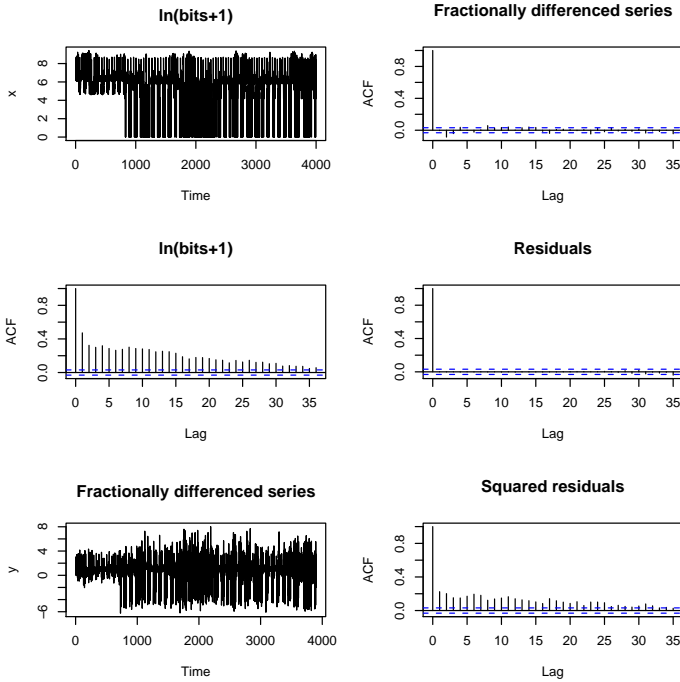 ln(bits+1)
x
0 2 4 6 8
0 1000 2000 3000 4000
Time
Fractionally differenced series
ACF
0.0 0.4 0.8
0 5 10 15 20 25 30 35
Lag
ln(bits+1)
ACF
0.0 0.4 0.8
0 5 10 15 20 25 30 35
Lag
Residuals
ACF
0.0 0.4 0.8
0 5 10 15 20 25 30 35
Lag
Fractionally differenced series
y
-6 0 4 8
0 1000 2000 3000 4000
Time
Squared residuals
ACF
0.0 0.4 0.8
0 5 10 15 20 25 30 35
Lag